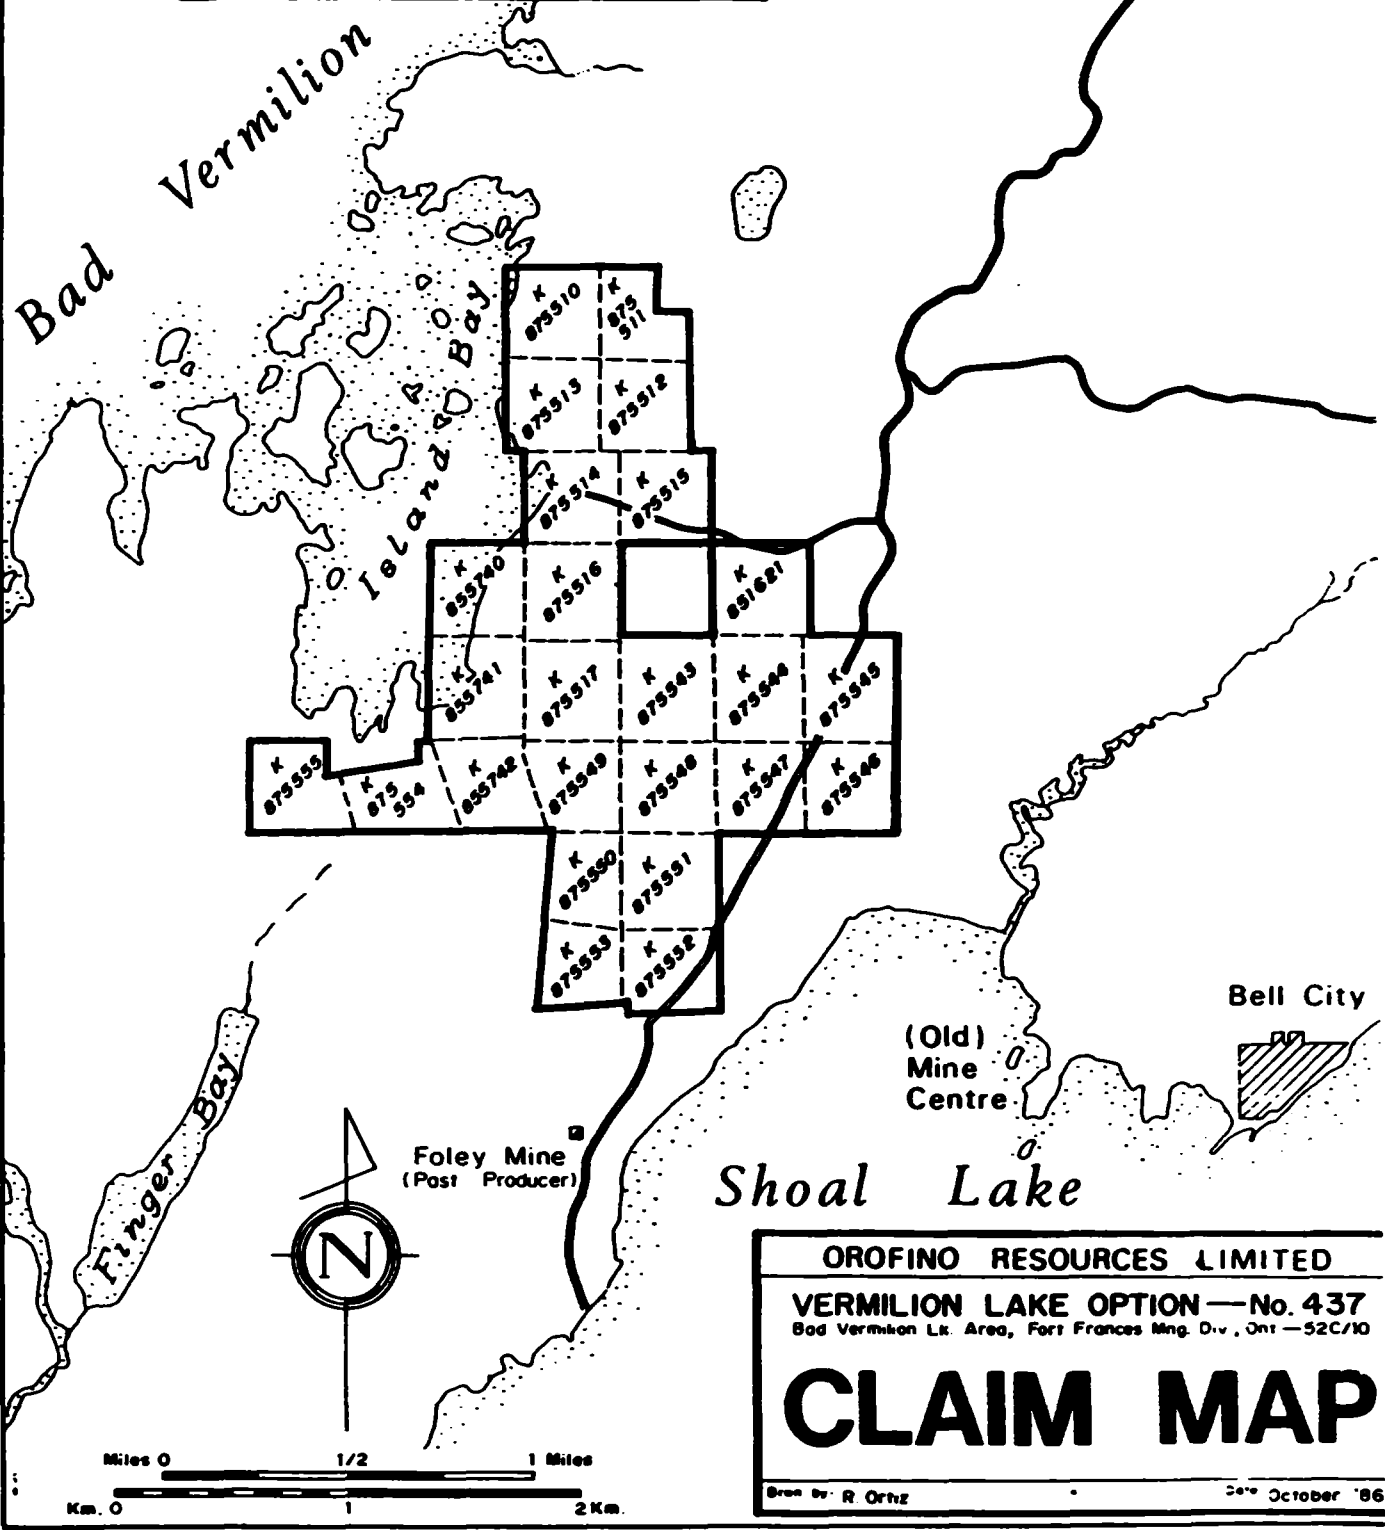 Bad Vermilion
Island Bay
K
875510
K
875
511
K
875513
K
875512
K
875514
K
875515
K
855740
K
875516
K
851621
K
855741
K
875517
K
875543
K
875544
K
875545
K
875555
K
875
554
K
855742
K
875549
K
875548
K
875547
K
875546
K
875550
K
875551
K
875553
K
875552
Bell City
(Old)
Mine
Centre
Finger Bay
Foley Mine
(Past Producer)
Shoal Lake
N
OROFINO RESOURCES LIMITED
VERMILION LAKE OPTION—No. 437
Bad Vermilion Lk. Area, Fort Frances Mng. Div., Ont.—52C/10
CLAIM MAP
Miles 0 1/2 1 Miles
Km. 0 1 2 Km.
Drwn by: R. Ortiz
Date October '86